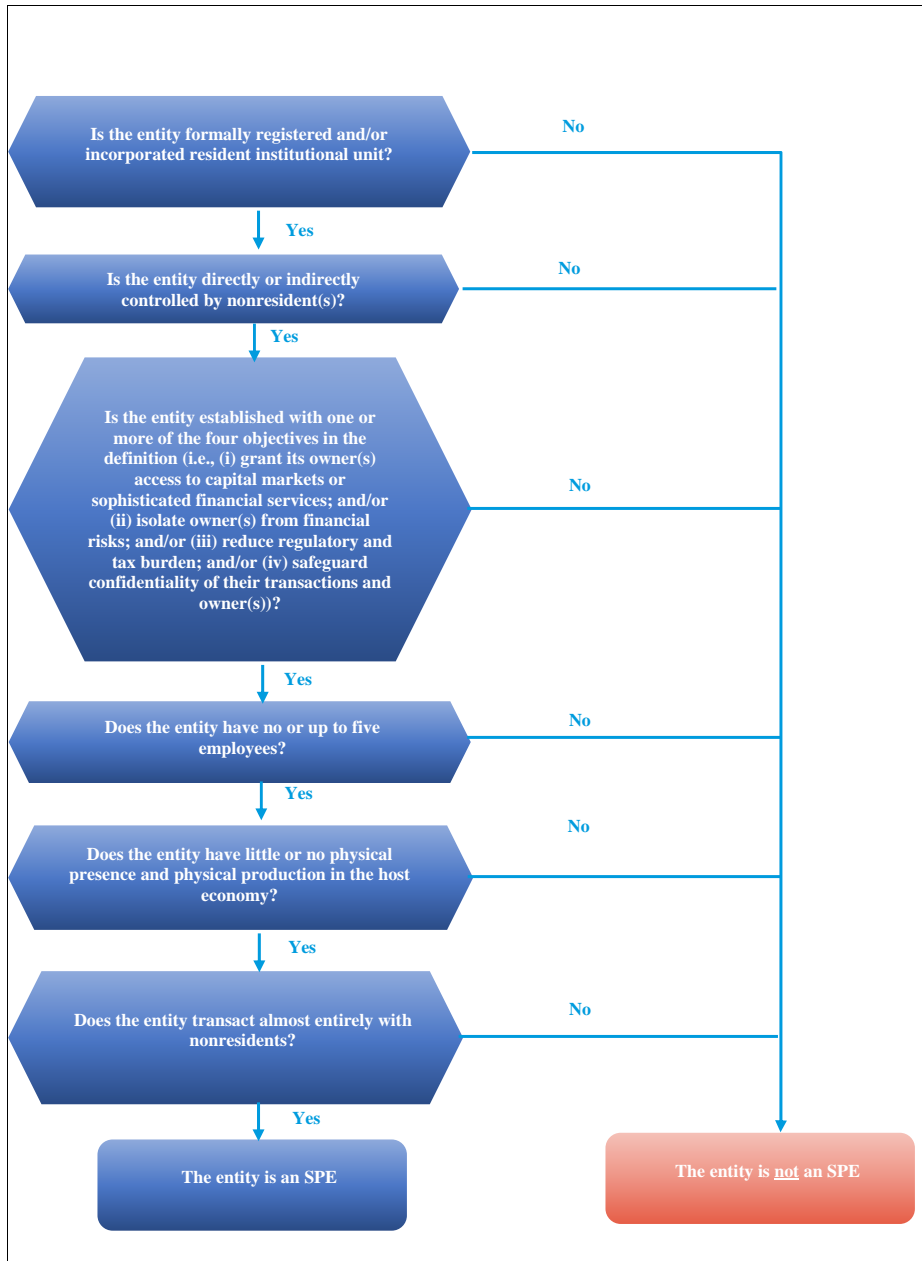 Is the entity formally registered and/or
incorporated resident institutional unit?
No
Yes
Is the entity directly or indirectly
controlled by nonresident(s)?
No
Yes
Is the entity established with one or
more of the four objectives in the
definition (i.e., (i) grant its owner(s)
access to capital markets or
sophisticated financial services; and/or
(ii) isolate owner(s) from financial
risks; and/or (iii) reduce regulatory and
tax burden; and/or (iv) safeguard
confidentiality of their transactions and
owner(s))?
No
Yes
Does the entity have no or up to five
employees?
No
Yes
Does the entity have little or no physical
presence and physical production in the host
economy?
No
Yes
Does the entity transact almost entirely with
nonresidents?
No
Yes
The entity is an SPE
The entity is not an SPE